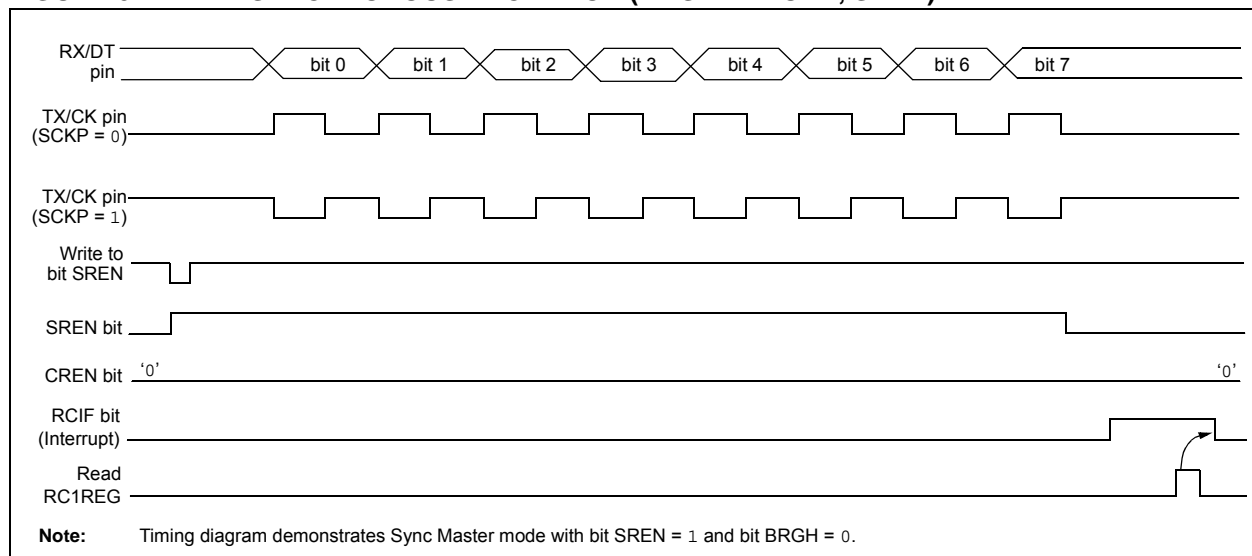 RX/DT
pin
bit 0 bit 1 bit 2 bit 3 bit 4 bit 5 bit 6 bit 7
TX/CK pin
(SCKP = 0)
TX/CK pin
(SCKP = 1)
Write to
bit SREN
SREN bit
CREN bit ‘0’ ‘0’
RCIF bit
(Interrupt)
Read
RC1REG
Note: Timing diagram demonstrates Sync Master mode with bit SREN = 1 and bit BRGH = 0.